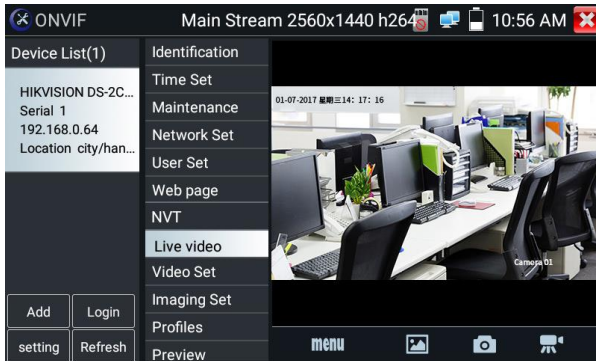 ONVIF
Main Stream 2560x1440 h264
10:56 AM
Device List(1)
HIKVISION DS-2C...
Serial 1
192.168.0.64
Location city/han...
Add
Login
setting
Refresh
Identification
Time Set
Maintenance
Network Set
User Set
Web page
NVT
Live video
Video Set
Imaging Set
Profiles
Preview
01-07-2017 星期三14: 17: 16
Camera 01
menu